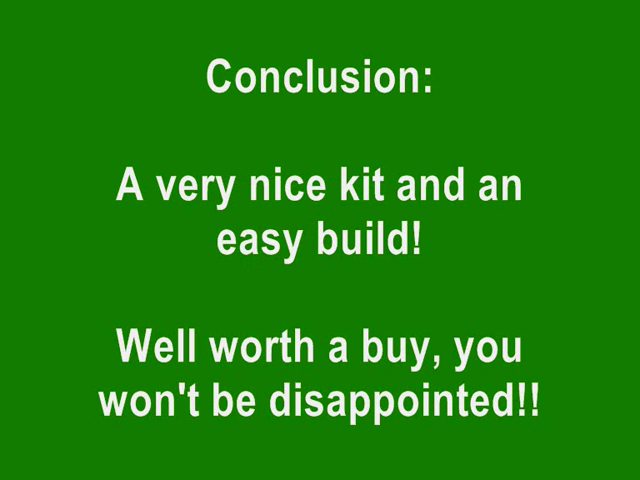 Conclusion:
A very nice kit and an
easy build!
Well worth a buy, you
won't be disappointed!!